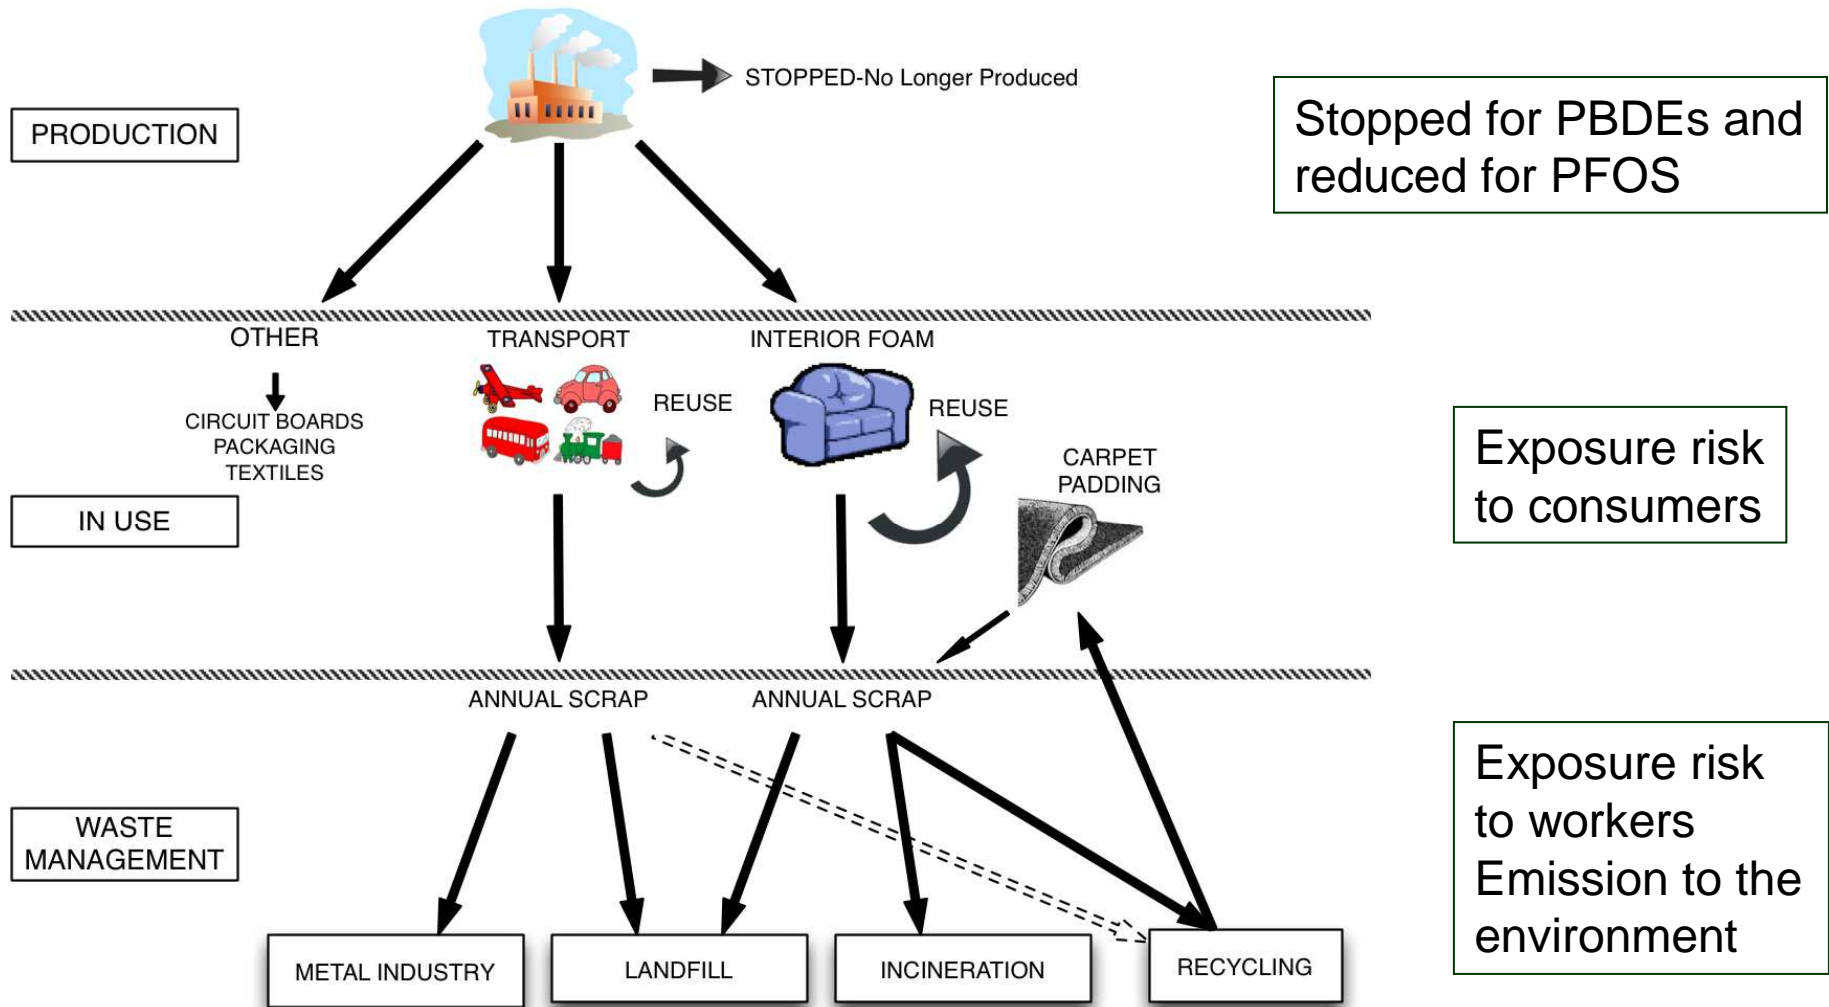 STOPPED-No Longer Produced
PRODUCTION
Stopped for PBDEs and
reduced for PFOS
OTHER
TRANSPORT
INTERIOR FOAM
REUSE
REUSE
CIRCUIT BOARDS
PACKAGING
TEXTILES
CARPET
PADDING
IN USE
Exposure risk
to consumers
ANNUAL SCRAP
ANNUAL SCRAP
WASTE
MANAGEMENT
Exposure risk
to workers
Emission to the
environment
METAL INDUSTRY
LANDFILL
INCINERATION
RECYCLING